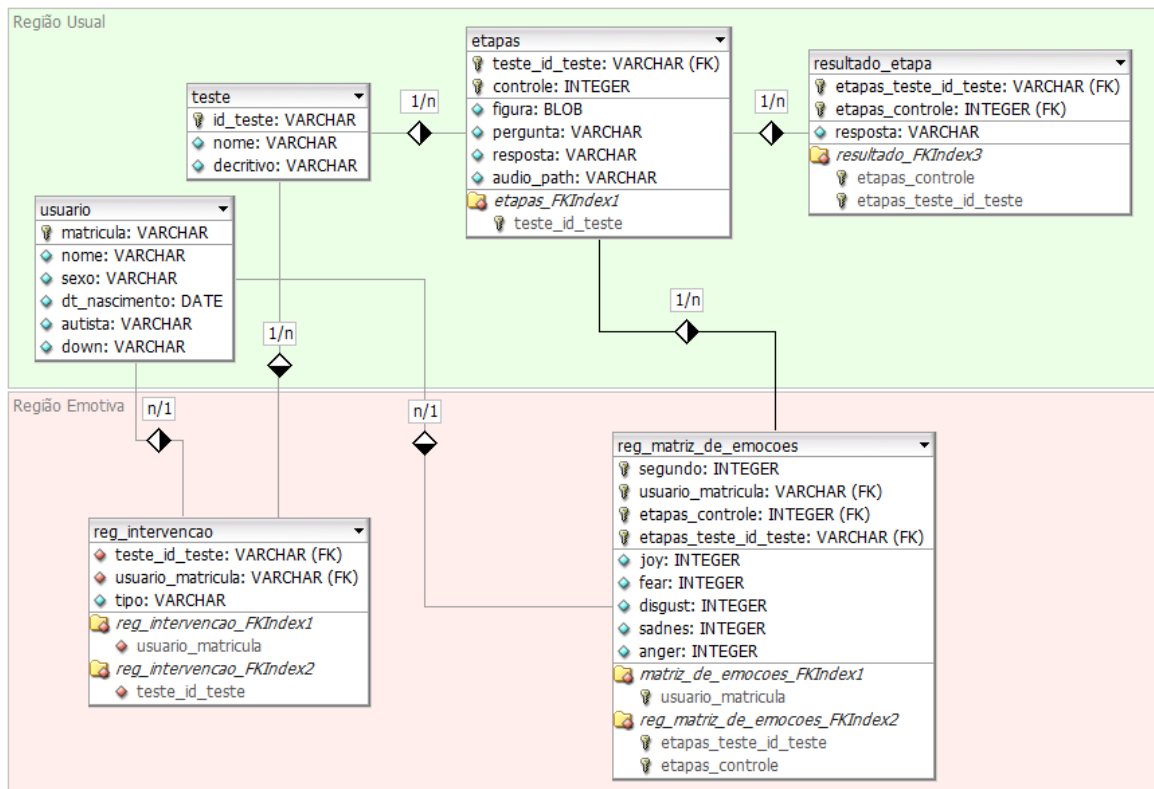 Região Usual
etapas
teste_id_teste: VARCHAR (FK)
controle: INTEGER
figura: BLOB
pergunta: VARCHAR
resposta: VARCHAR
audio_path: VARCHAR
etapas_FKIndex1
teste_id_teste
resultado_etapa
etapas_teste_id_teste: VARCHAR (FK)
etapas_controle: INTEGER (FK)
resposta: VARCHAR
resultado_FKIndex3
etapas_controle
etapas_teste_id_teste
teste
id_teste: VARCHAR
nome: VARCHAR
decritivo: VARCHAR
1/n
1/n
usuario
matricula: VARCHAR
nome: VARCHAR
sexo: VARCHAR
dt_nascimento: DATE
autista: VARCHAR
down: VARCHAR
1/n
1/n
Região Emotiva
n/1
n/1
reg_matriz_de_emocoes
segundo: INTEGER
usuario_matricula: VARCHAR (FK)
etapas_controle: INTEGER (FK)
etapas_teste_id_teste: VARCHAR (FK)
joy: INTEGER
fear: INTEGER
disgust: INTEGER
sadnes: INTEGER
anger: INTEGER
matriz_de_emocoes_FKIndex1
usuario_matricula
reg_matriz_de_emocoes_FKIndex2
etapas_teste_id_teste
etapas_controle
reg_intervencao
teste_id_teste: VARCHAR (FK)
usuario_matricula: VARCHAR (FK)
tipo: VARCHAR
reg_intervencao_FKIndex1
usuario_matricula
reg_intervencao_FKIndex2
teste_id_teste